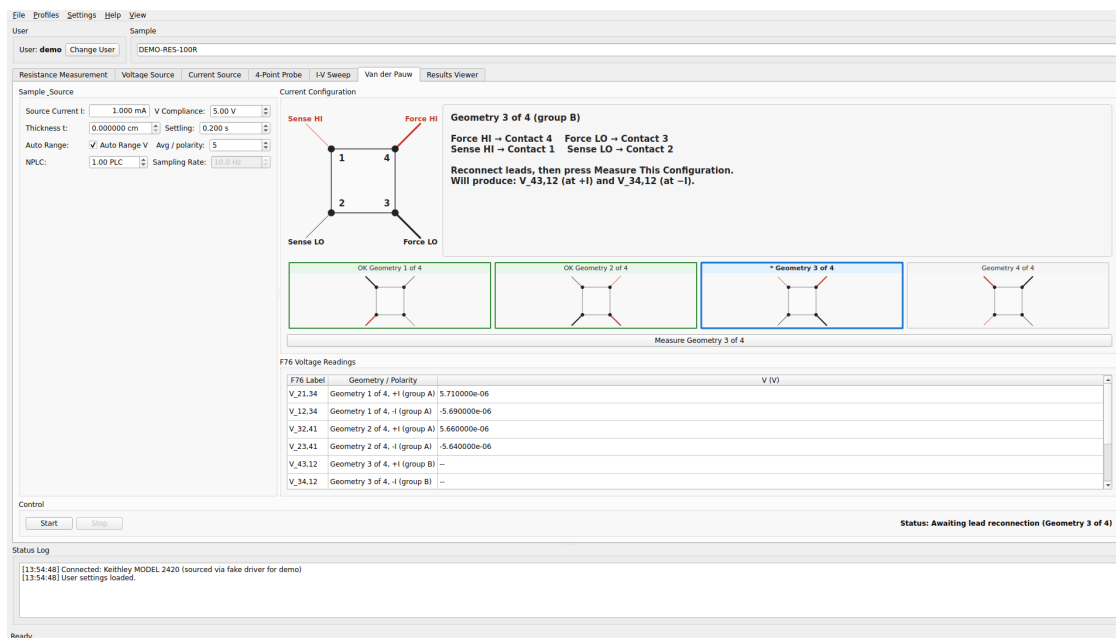 File Profiles Settings Help View
User Sample
User: demo Change User DEMO-RES-100R
Resistance Measurement Voltage Source Current Source 4-Point Probe I-V Sweep Van der Pauw Results Viewer
Sample _Source Current Configuration
Source Current I: 1.000 mA V Compliance: 5.00 V
Thickness t: 0.000000 cm Settling: 0.200 s
Auto Range: Auto Range V Avg / polarity: 5
NPLC: 1.00 PLC Sampling Rate: 10.0 Hz
Sense HI Force HI
1 4
2 3
Sense LO Force LO
Geometry 3 of 4 (group B)
Force HI → Contact 4 Force LO → Contact 3
Sense HI → Contact 1 Sense LO → Contact 2
Reconnect leads, then press Measure This Configuration.
Will produce: V_43,12 (at +I) and V_34,12 (at −I).
OK Geometry 1 of 4 OK Geometry 2 of 4 * Geometry 3 of 4 Geometry 4 of 4
Measure Geometry 3 of 4
F76 Voltage Readings
F76 Label Geometry / Polarity V (V)
V_21,34 Geometry 1 of 4, +I (group A) 5.710000e-06
V_12,34 Geometry 1 of 4, -I (group A) -5.690000e-06
V_32,41 Geometry 2 of 4, +I (group A) 5.660000e-06
V_23,41 Geometry 2 of 4, -I (group A) -5.640000e-06
V_43,12 Geometry 3 of 4, +I (group B) --
V_34,12 Geometry 3 of 4, -I (group B) --
Control
Start Stop Status: Awaiting lead reconnection (Geometry 3 of 4)
Status Log
[13:54:48] Connected: Keithley MODEL 2420 (sourced via fake driver for demo)
[13:54:48] User settings loaded.
Ready